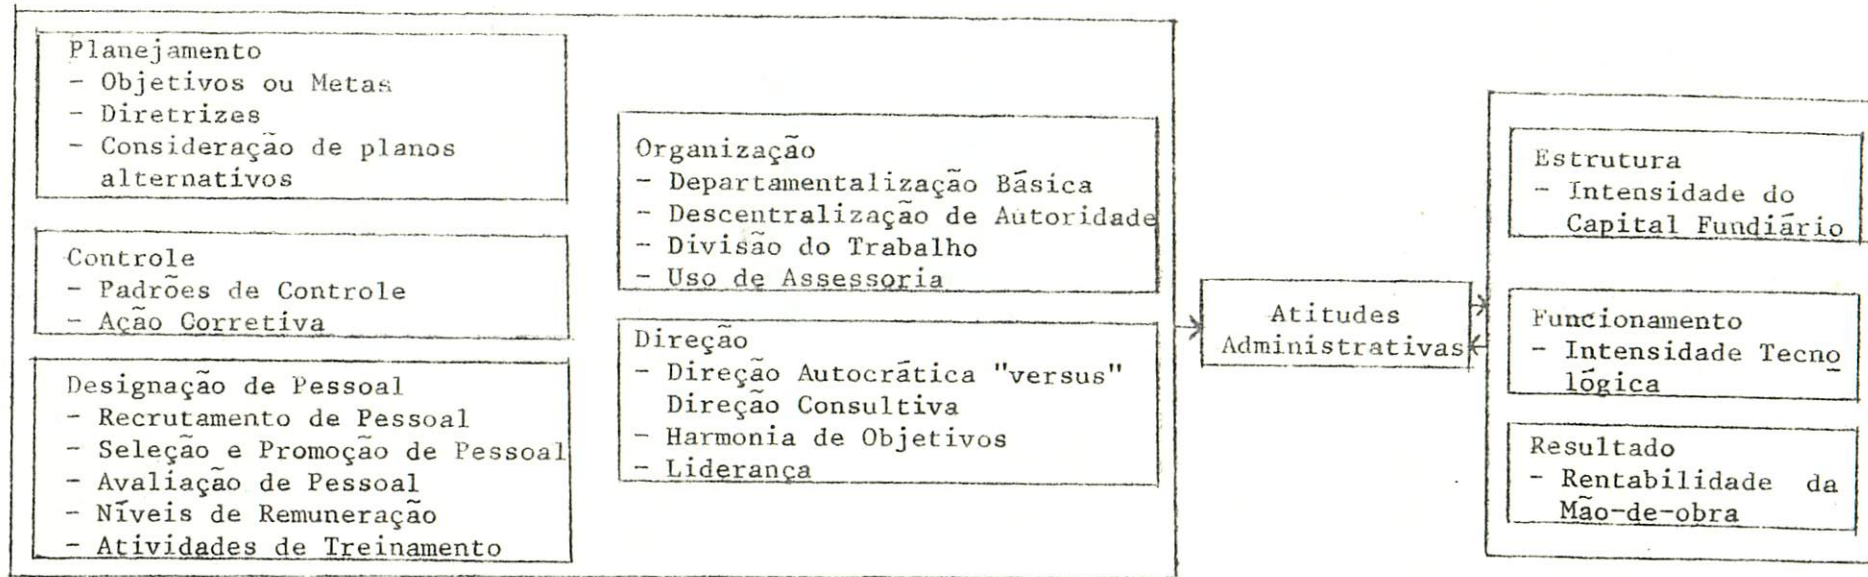 Planejamento
- Objetivos ou Metas
- Diretrizes
- Consideração de planos
alternativos
Controle
- Padrões de Controle
- Ação Corretiva
Designação de Pessoal
- Recrutamento de Pessoal
- Seleção e Promoção de Pessoal
- Avaliação de Pessoal
- Níveis de Remuneração
- Atividades de Treinamento
Organização
- Departamentalização Básica
- Descentralização de Autoridade
- Divisão do Trabalho
- Uso de Assessoria
Direção
- Direção Autocrática "versus"
Direção Consultiva
- Harmonia de Objetivos
- Liderança
Atitudes
Administrativas
Estrutura
- Intensidade do
Capital Fundiário
Funcionamento
- Intensidade Tecno
lógica
Resultado
- Rentabilidade da
Mão-de-obra